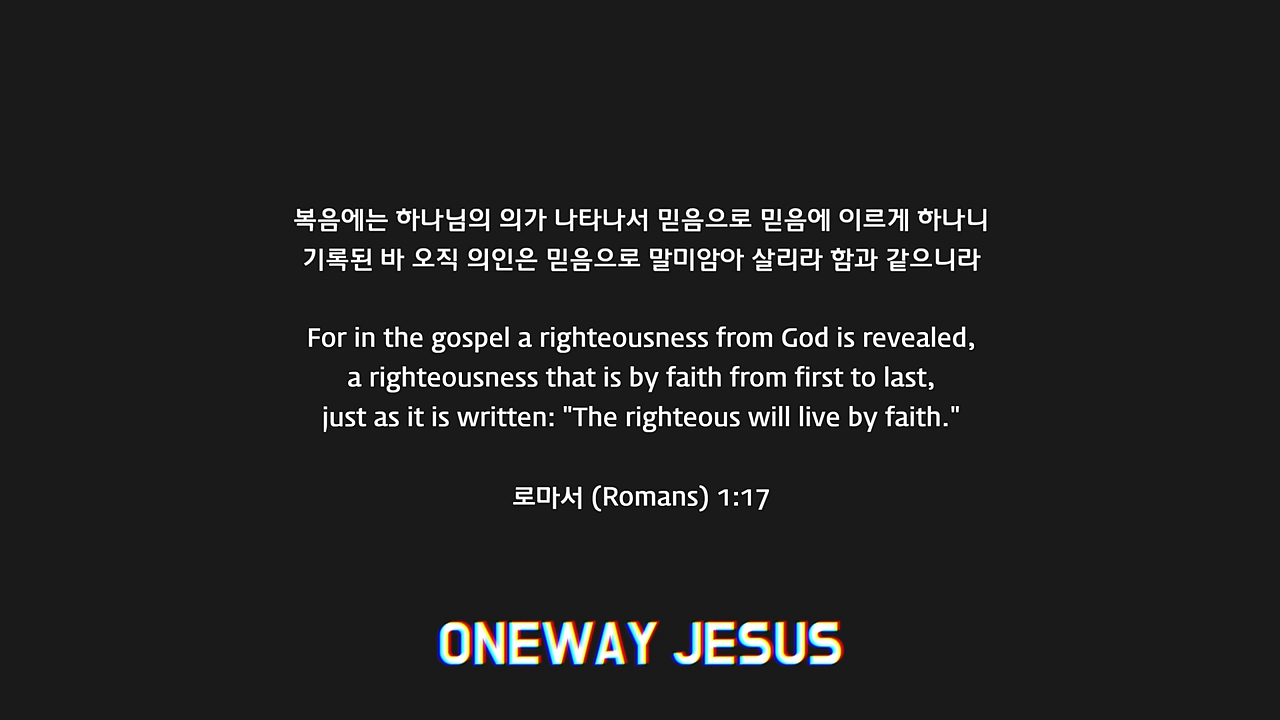 복음에는 하나님의 의가 나타나서 믿음으로 믿음에 이르게 하나니
기록된 바 오직 의인은 믿음으로 말미암아 살리라 함과 같으니라
For in the gospel a righteousness from God is revealed,
a righteousness that is by faith from first to last,
just as it is written: "The righteous will live by faith."
로마서 (Romans) 1:17
ONEWAY JESUS